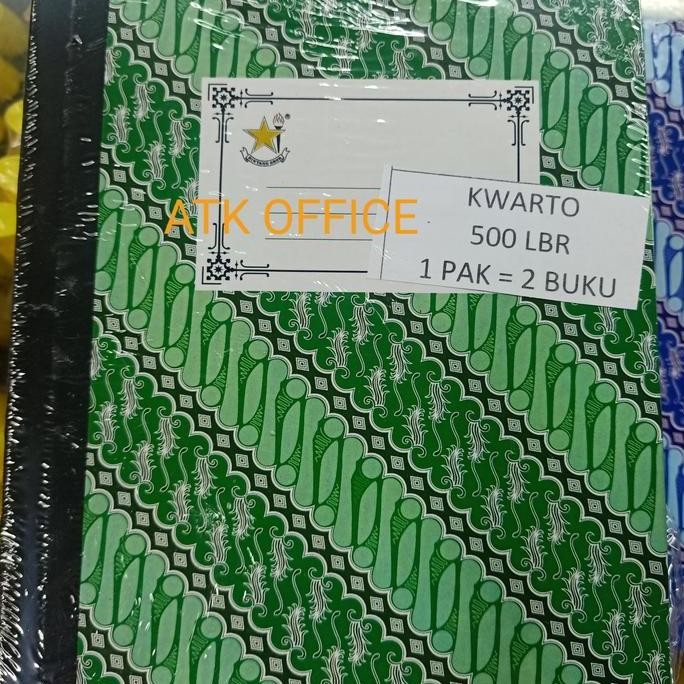 ATK OFFICE
KWARTO
500 LBR
1 PAK = 2 BUKU